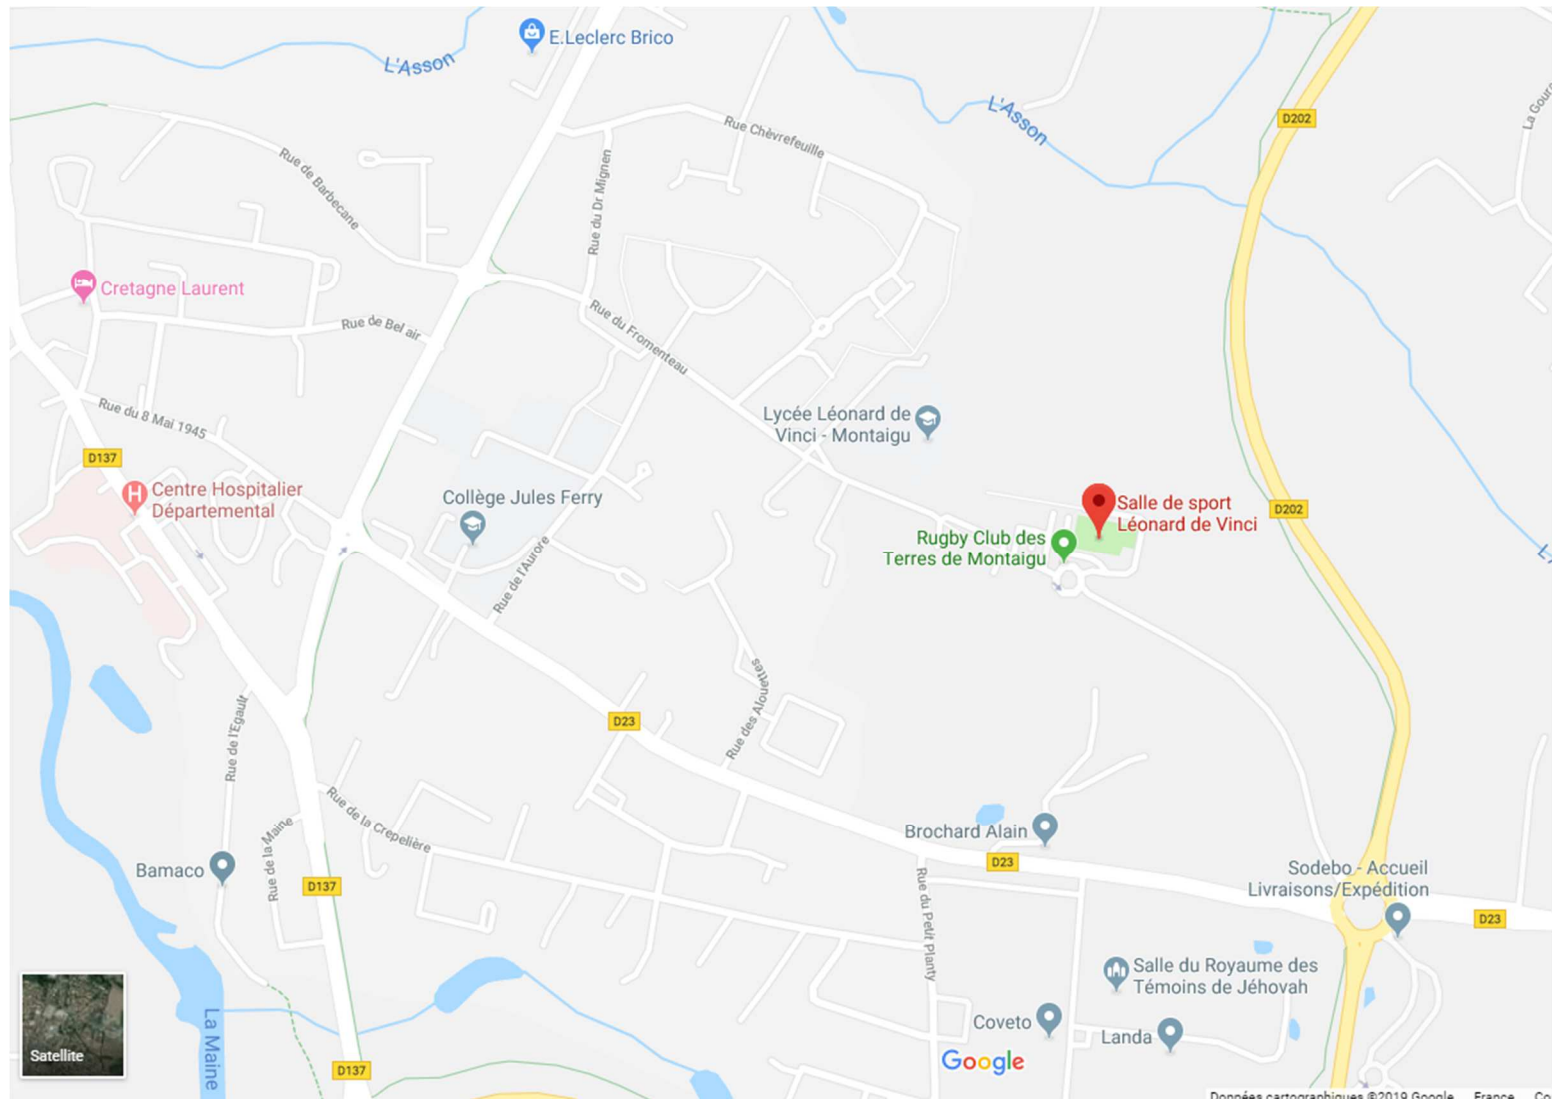 E.Leclerc Brico
L'Asson
L'Asson
D202
Rue Chèvrefeuille
Rue de Barbecane
Rue du Dr Mignen
Cretagne Laurent
Rue de Bel air
Rue du Fromenteau
Rue du 8 Mai 1945
Lycée Léonard de
Vinci - Montaigu
D137
Centre Hospitalier
Départemental
Collège Jules Ferry
Salle de sport
Léonard de Vinci
D202
Rugby Club des
Terres de Montaigu
Rue de l'Aurore
Rue des Alouettes
Rue de l'Egault
D23
Rue de la Crepelière
Rue de la Maine
Brochard Alain
D23
Bamaco
D137
Sodebo - Accueil
Livraisons/Expédition
D23
Rue du Petit Planty
Salle du Royaume des
Témoins de Jéhovah
Coveto
Landa
La Maine
Satellite
Google
D137
Données cartographiques ©2019 Google France